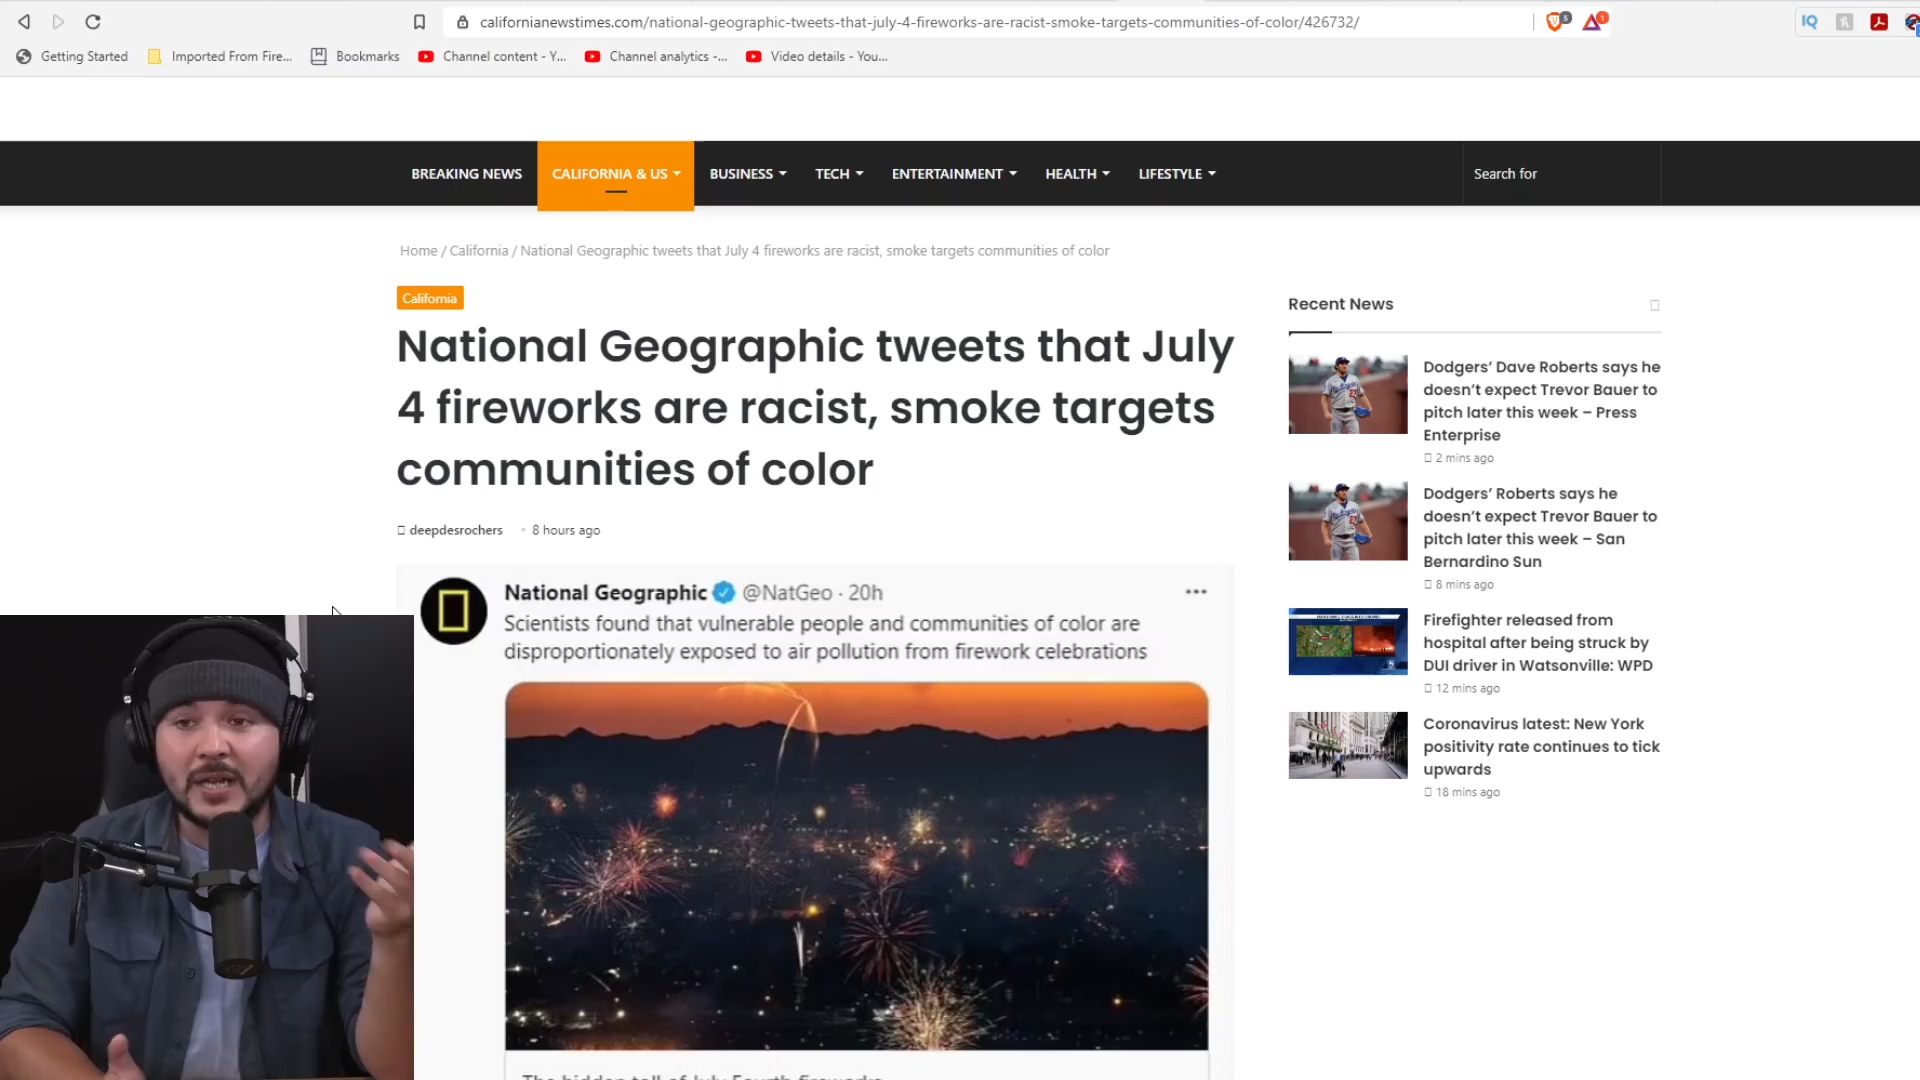 californianewstimes.com/national-geographic-tweets-that-july-4-fireworks-are-racist-smoke-targets-communities-of-color/426732/
IQ
Getting Started
Imported From Fire...
Bookmarks
Channel content - Y...
Channel analytics -...
Video details - You...
BREAKING NEWS
CALIFORNIA & US
BUSINESS
TECH
ENTERTAINMENT
HEALTH
LIFESTYLE
Search for
Home / California / National Geographic tweets that July 4 fireworks are racist, smoke targets communities of color
California
National Geographic tweets that July
4 fireworks are racist, smoke targets
communities of color
deepdesrochers
8 hours ago
National Geographic @NatGeo · 20h
Scientists found that vulnerable people and communities of color are
disproportionately exposed to air pollution from firework celebrations
The hidden toll of July Fourth fireworks
Recent News
Dodgers’ Dave Roberts says he
doesn’t expect Trevor Bauer to
pitch later this week – Press
Enterprise
2 mins ago
Dodgers’ Roberts says he
doesn’t expect Trevor Bauer to
pitch later this week – San
Bernardino Sun
8 mins ago
Firefighter released from
hospital after being struck by
DUI driver in Watsonville: WPD
12 mins ago
Coronavirus latest: New York
positivity rate continues to tick
upwards
18 mins ago